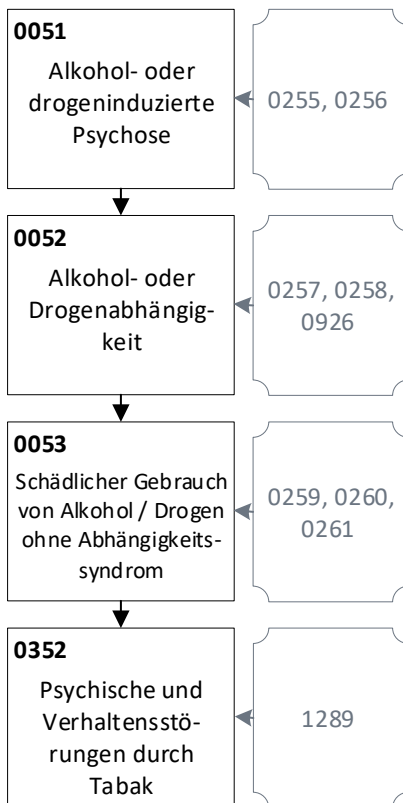 0051
Alkohol- oder
drogeninduzierte
Psychose
0255, 0256
0052
Alkohol- oder
Drogenabhängig-
keit
0257, 0258,
0926
0053
Schädlicher Gebrauch
von Alkohol / Drogen
ohne Abhängigkeits-
syndrom
0259, 0260,
0261
0352
Psychische und
Verhaltensstö-
rungen durch
Tabak
1289